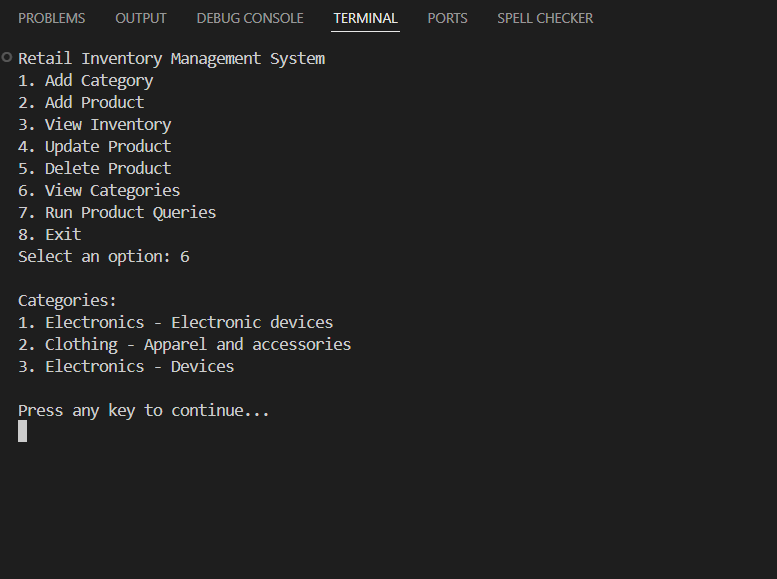 PROBLEMS OUTPUT DEBUG CONSOLE TERMINAL PORTS SPELL CHECKER
Retail Inventory Management System
1. Add Category
2. Add Product
3. View Inventory
4. Update Product
5. Delete Product
6. View Categories
7. Run Product Queries
8. Exit
Select an option: 6
Categories:
1. Electronics - Electronic devices
2. Clothing - Apparel and accessories
3. Electronics - Devices
Press any key to continue...